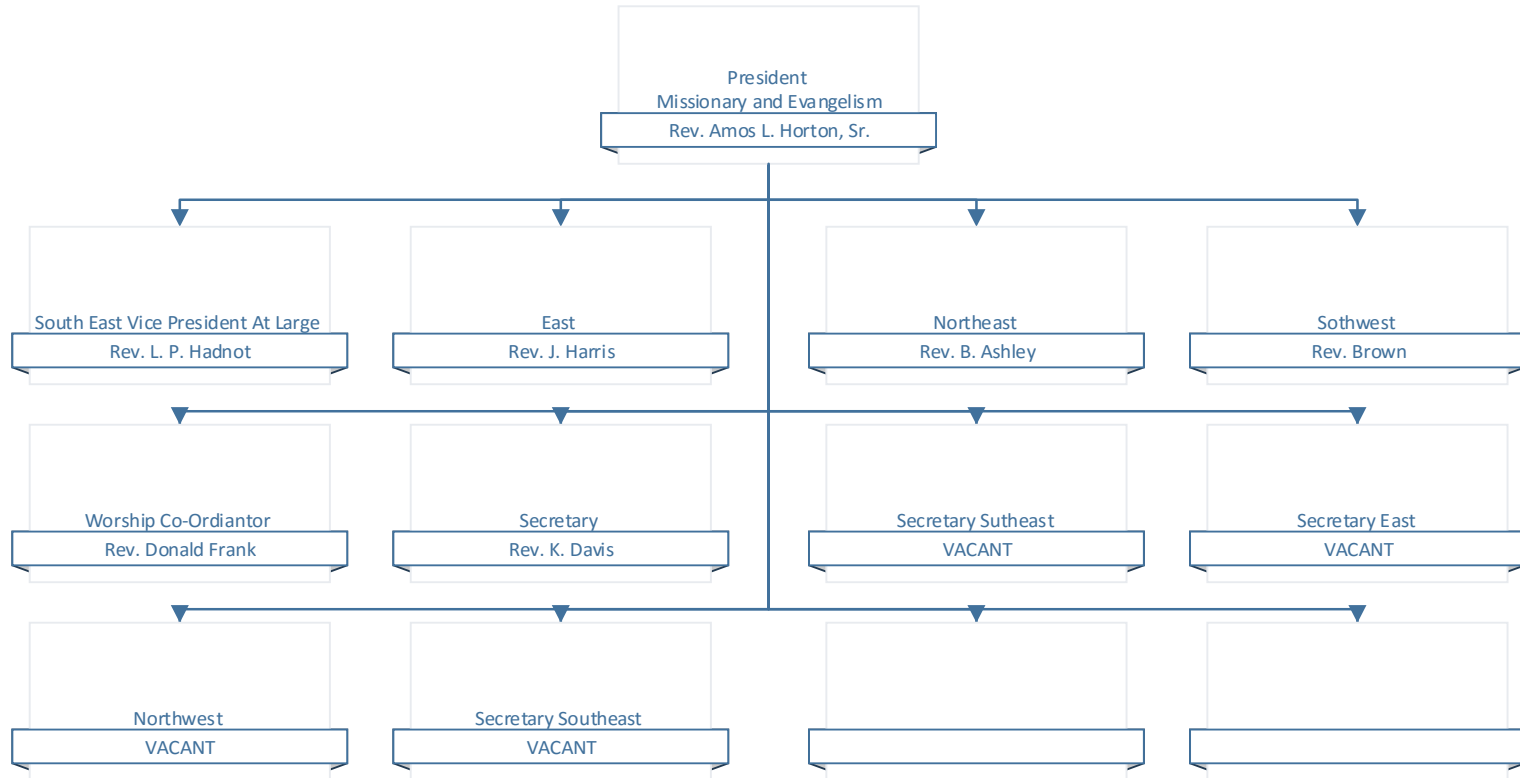 President
Missionary and Evangelism
Rev. Amos L. Horton, Sr.
South East Vice President At Large
Rev. L. P. Hadnot
East
Rev. J. Harris
Northeast
Rev. B. Ashley
Sothwest
Rev. Brown
Worship Co-Ordiantor
Rev. Donald Frank
Secretary
Rev. K. Davis
Secretary Sutheast
VACANT
Secretary East
VACANT
Northwest
VACANT
Secretary Southeast
VACANT